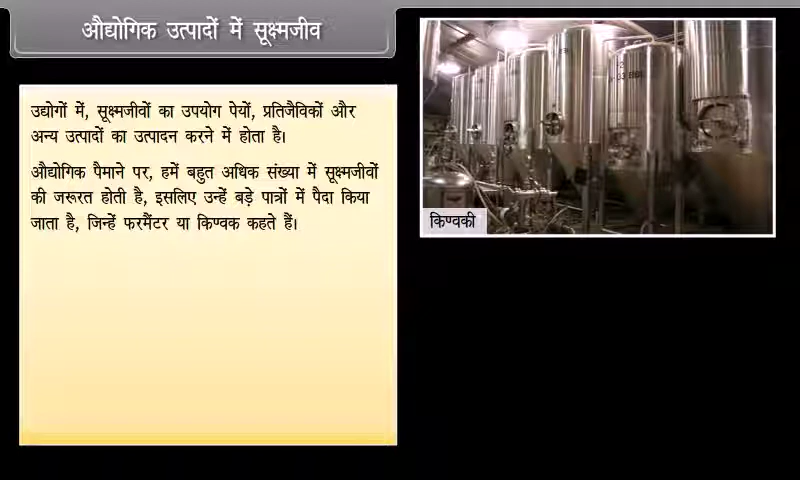 औद्योगिक उत्पादों में सूक्ष्मजीव
उद्योगों में, सूक्ष्मजीवों का उपयोग पेयों, प्रतिजैविकों और
अन्य उत्पादों का उत्पादन करने में होता है।
औद्योगिक पैमाने पर, हमें बहुत अधिक संख्या में सूक्ष्मजीवों
की जरूरत होती है, इसलिए उन्हें बड़े पात्रों में पैदा किया
जाता है, जिन्हें फरमैंटर या किण्वक कहते हैं।
किण्वकी